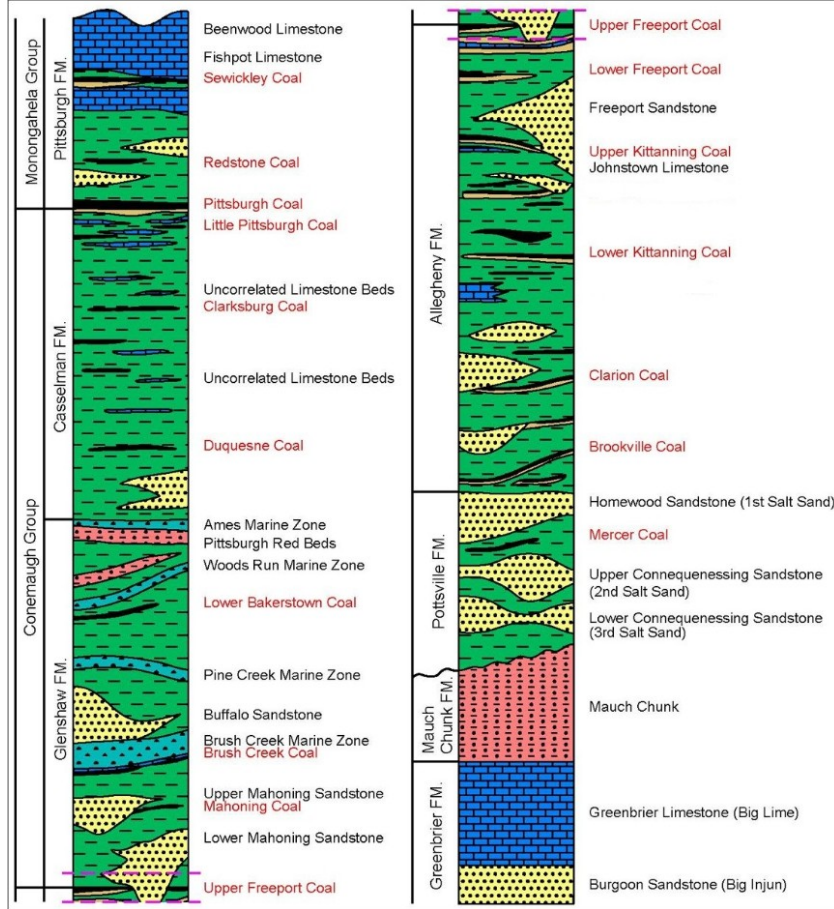 Monongahela Group
Pittsburgh FM.
Beenwood Limestone
Fishpot Limestone
Sewickley Coal
Redstone Coal
Pittsburgh Coal
Conemaugh Group
Casselman FM.
Little Pittsburgh Coal
Uncorrelated Limestone Beds
Clarksburg Coal
Uncorrelated Limestone Beds
Duquesne Coal
Glenshaw FM.
Ames Marine Zone
Pittsburgh Red Beds
Woods Run Marine Zone
Lower Bakerstown Coal
Pine Creek Marine Zone
Buffalo Sandstone
Brush Creek Marine Zone
Brush Creek Coal
Upper Mahoning Sandstone
Mahoning Coal
Lower Mahoning Sandstone
Upper Freeport Coal
Allegheny FM.
Upper Freeport Coal
Lower Freeport Coal
Freeport Sandstone
Upper Kittanning Coal
Johnstown Limestone
Lower Kittanning Coal
Clarion Coal
Brookville Coal
Pottsville FM.
Homewood Sandstone (1st Salt Sand)
Mercer Coal
Upper Connequenessing Sandstone
(2nd Salt Sand)
Lower Connequenessing Sandstone
(3rd Salt Sand)
Mauch
Chunk FM.
Mauch Chunk
Greenbrier FM.
Greenbrier Limestone (Big Lime)
Burgoon Sandstone (Big Injun)